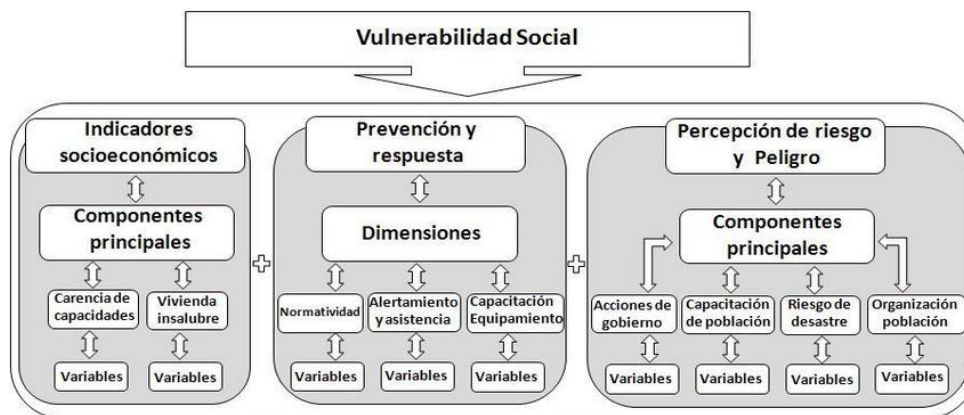 Vulnerabilidad Social
Indicadores
socioeconómicos
Componentes
principales
Carencia de
capacidades
Vivienda
insalubre
Variables
Variables
Prevención y
respuesta
Dimensiones
Normatividad
Alertamiento
y asistencia
Capacitación
Equipamiento
Variables
Variables
Variables
Percepción de riesgo
y Peligro
Componentes
principales
Acciones de
gobierno
Capacitación
de población
Riesgo de
desastre
Organización
población
Variables
Variables
Variables
Variables